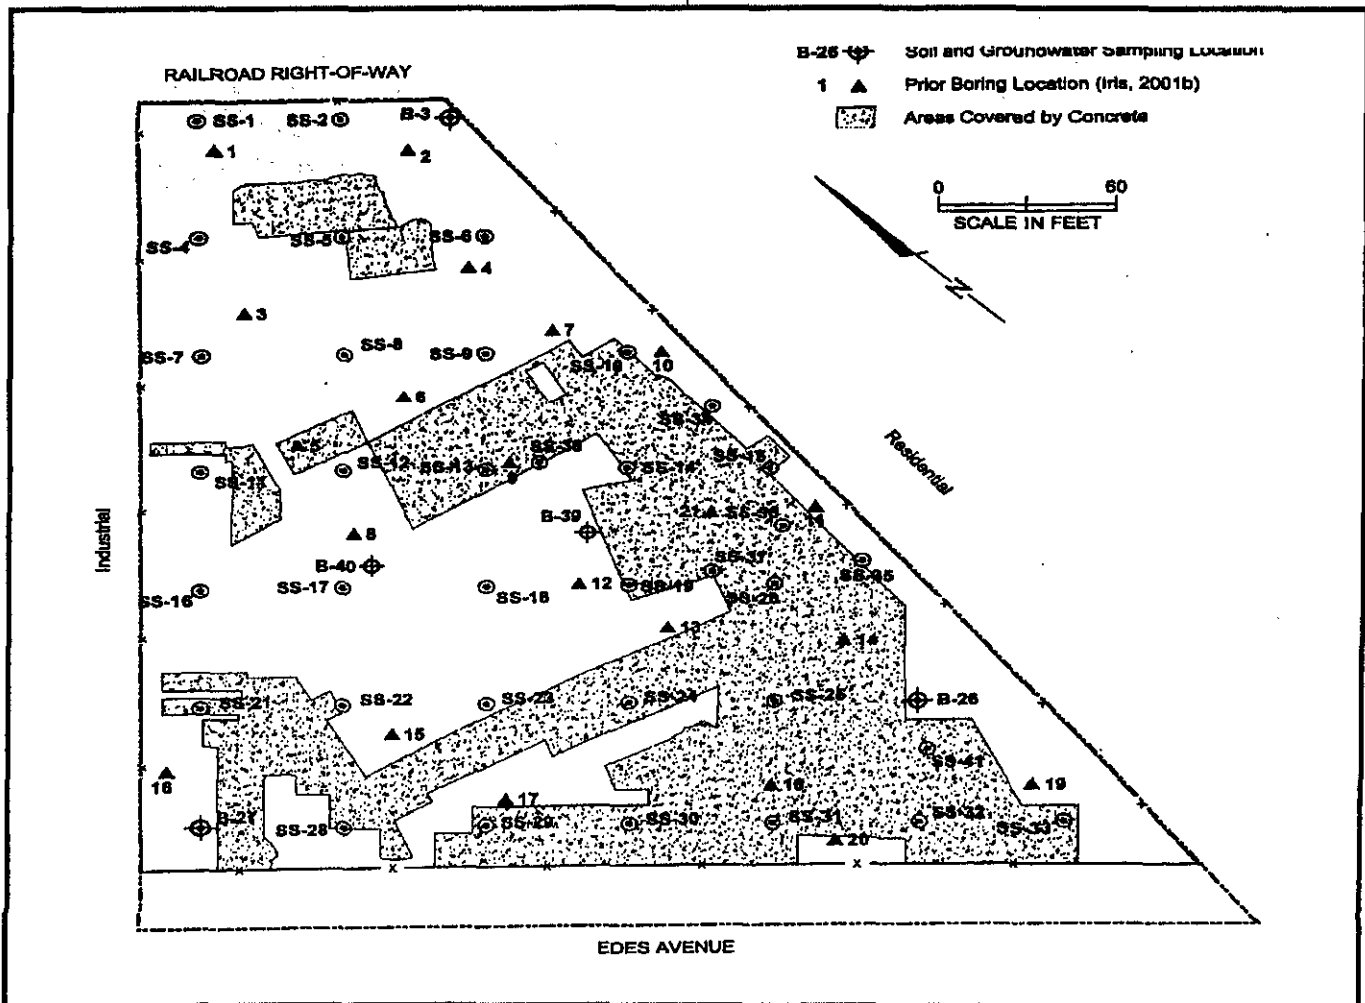 B-26 Soil and Groundwater Sampling Location
RAILROAD RIGHT-OF-WAY
1 Prior Boring Location (Iris, 2001b)
Areas Covered by Concrete
SS-1 SS-2 B-3
1 2
0 60
SCALE IN FEET
SS-4 SS-5 SS-6
4
N
3
7
SS-7 SS-8 SS-9 SS-10 10
6
Residential
5
SS-12 SS-13 SS-14 SS-15
9
B-39
21 SS-36 11
8
B-40
SS-37
SS-35
Industrial
SS-16 SS-17 SS-18 12 SS-19
13 14
SS-21 SS-22 SS-23 SS-24 SS-25 B-26
15
SS-41
16 17 18 19
SS-28 SS-29 SS-30 SS-31 SS-32 SS-33
20
EDES AVENUE